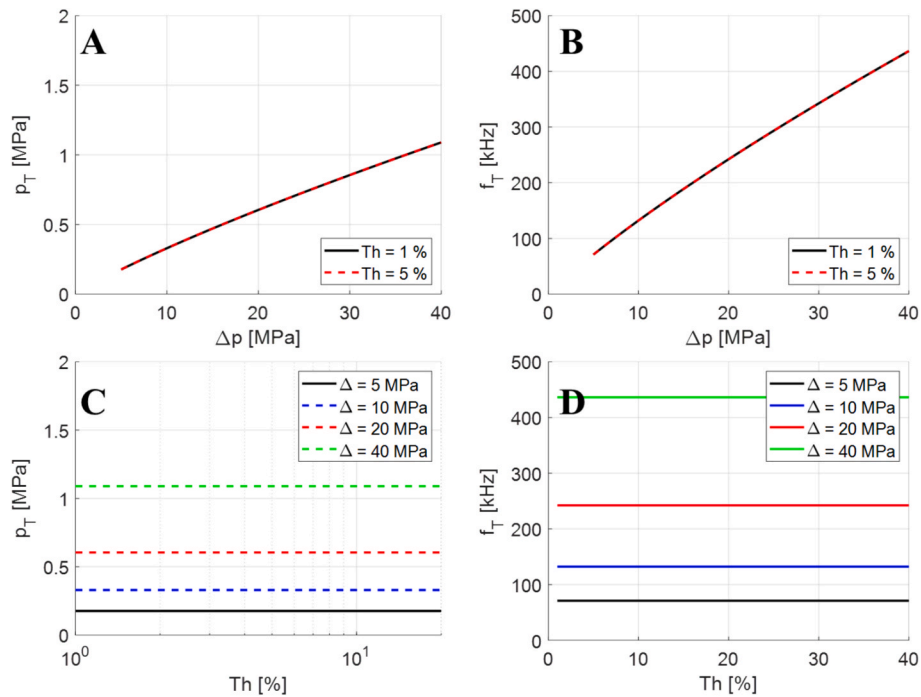 A
p_T [MPa]
2
1.5
1
0.5
0
0 10 20 30 40
Δp [MPa]
Th = 1 %
Th = 5 %
B
f_T [kHz]
500
400
300
200
100
0
0 10 20 30 40
Δp [MPa]
Th = 1 %
Th = 5 %
C
p_T [MPa]
2
1.5
1
0.5
0
10^0 10^1
Th [%]
Δ = 5 MPa
Δ = 10 MPa
Δ = 20 MPa
Δ = 40 MPa
D
f_T [kHz]
500
400
300
200
100
0
0 10 20 30 40
Th [%]
Δ = 5 MPa
Δ = 10 MPa
Δ = 20 MPa
Δ = 40 MPa